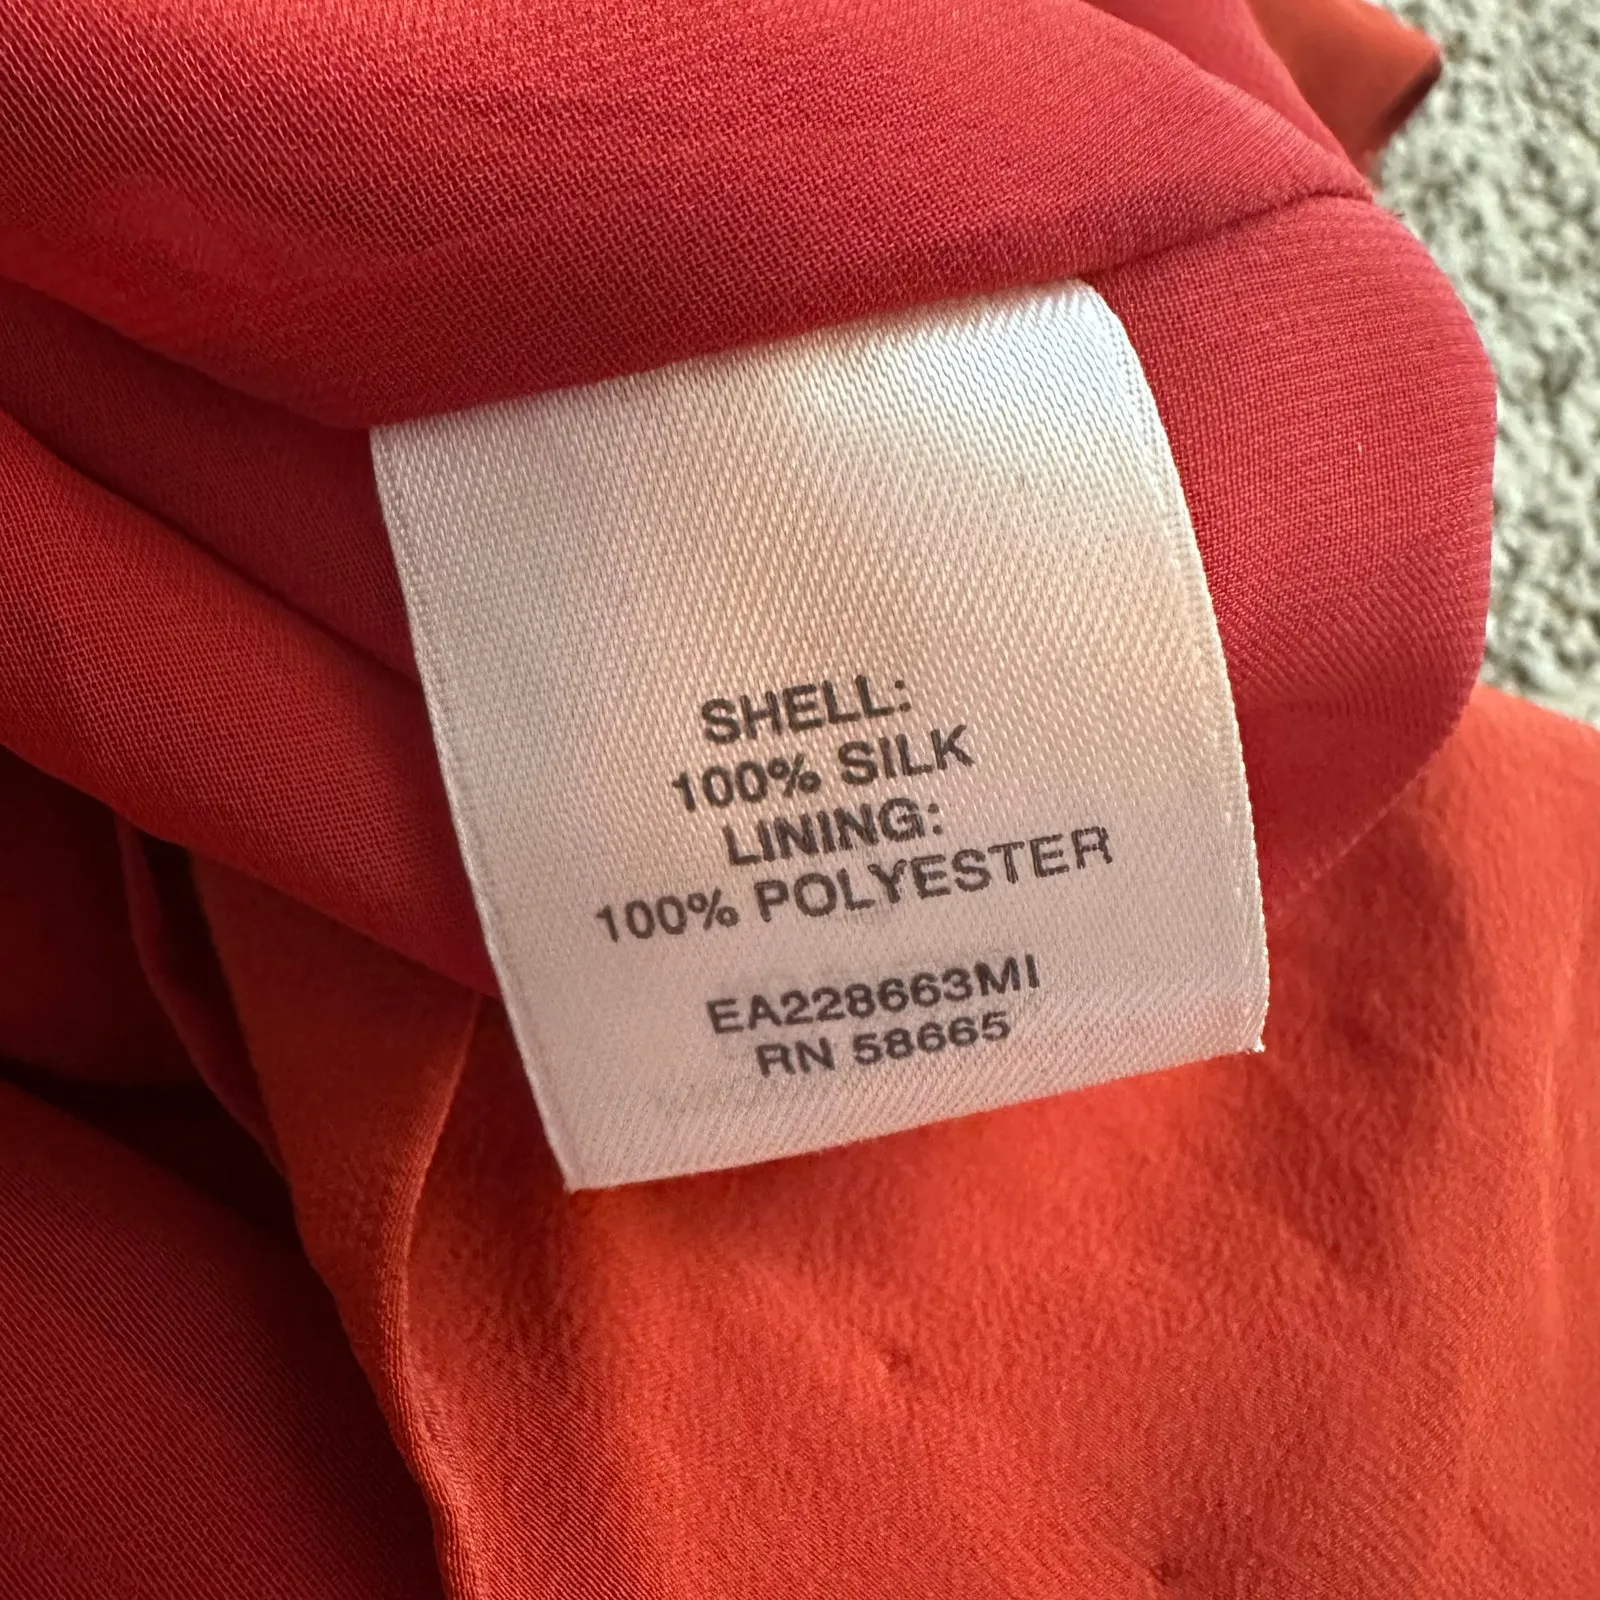 SHELL:
100% SILK
LINING:
100% POLYESTER
EA228663MI
RN 58665